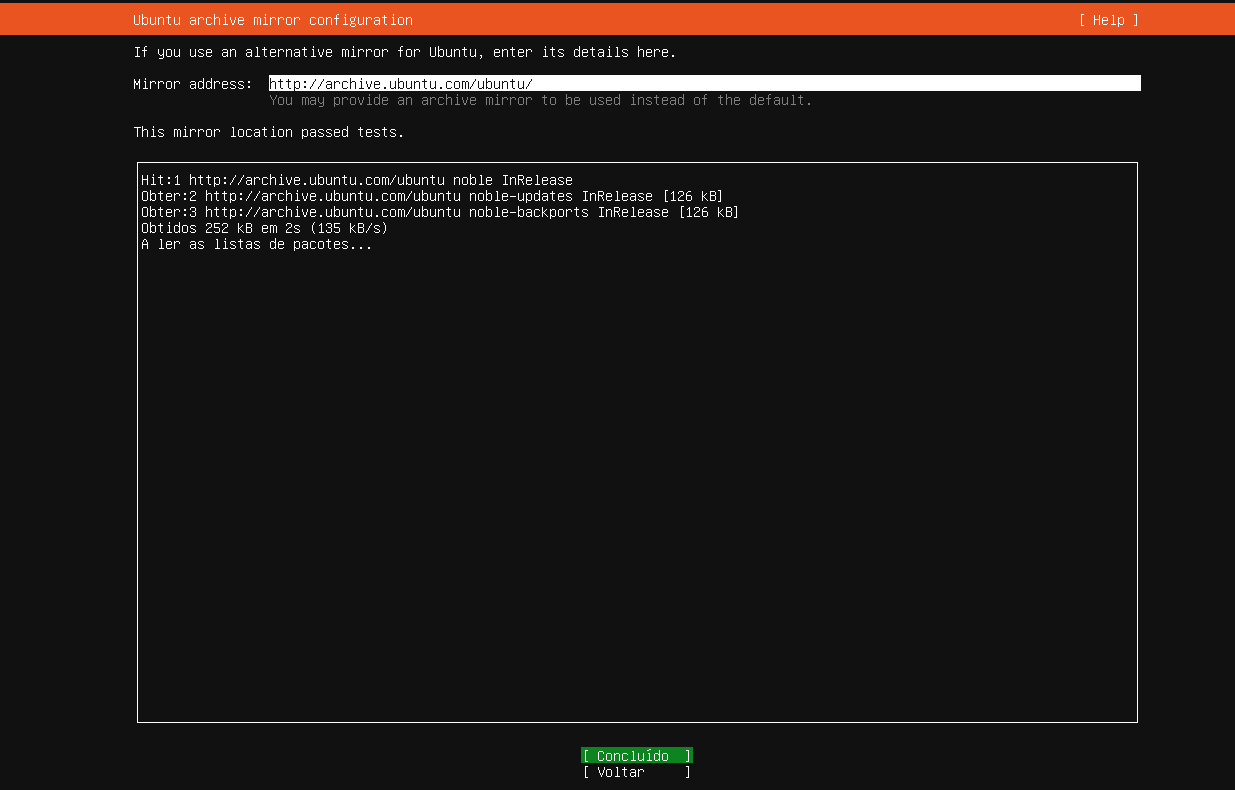 Ubuntu archive mirror configuration [ Help ]
If you use an alternative mirror for Ubuntu, enter its details here.
Mirror address: http://archive.ubuntu.com/ubuntu/
You may provide an archive mirror to be used instead of the default.
This mirror location passed tests.
Hit:1 http://archive.ubuntu.com/ubuntu noble InRelease
Obter:2 http://archive.ubuntu.com/ubuntu noble-updates InRelease [126 kB]
Obter:3 http://archive.ubuntu.com/ubuntu noble-backports InRelease [126 kB]
Obtidos 252 kB em 2s (135 kB/s)
A ler as listas de pacotes...
[ Concluído ]
[ Voltar ]